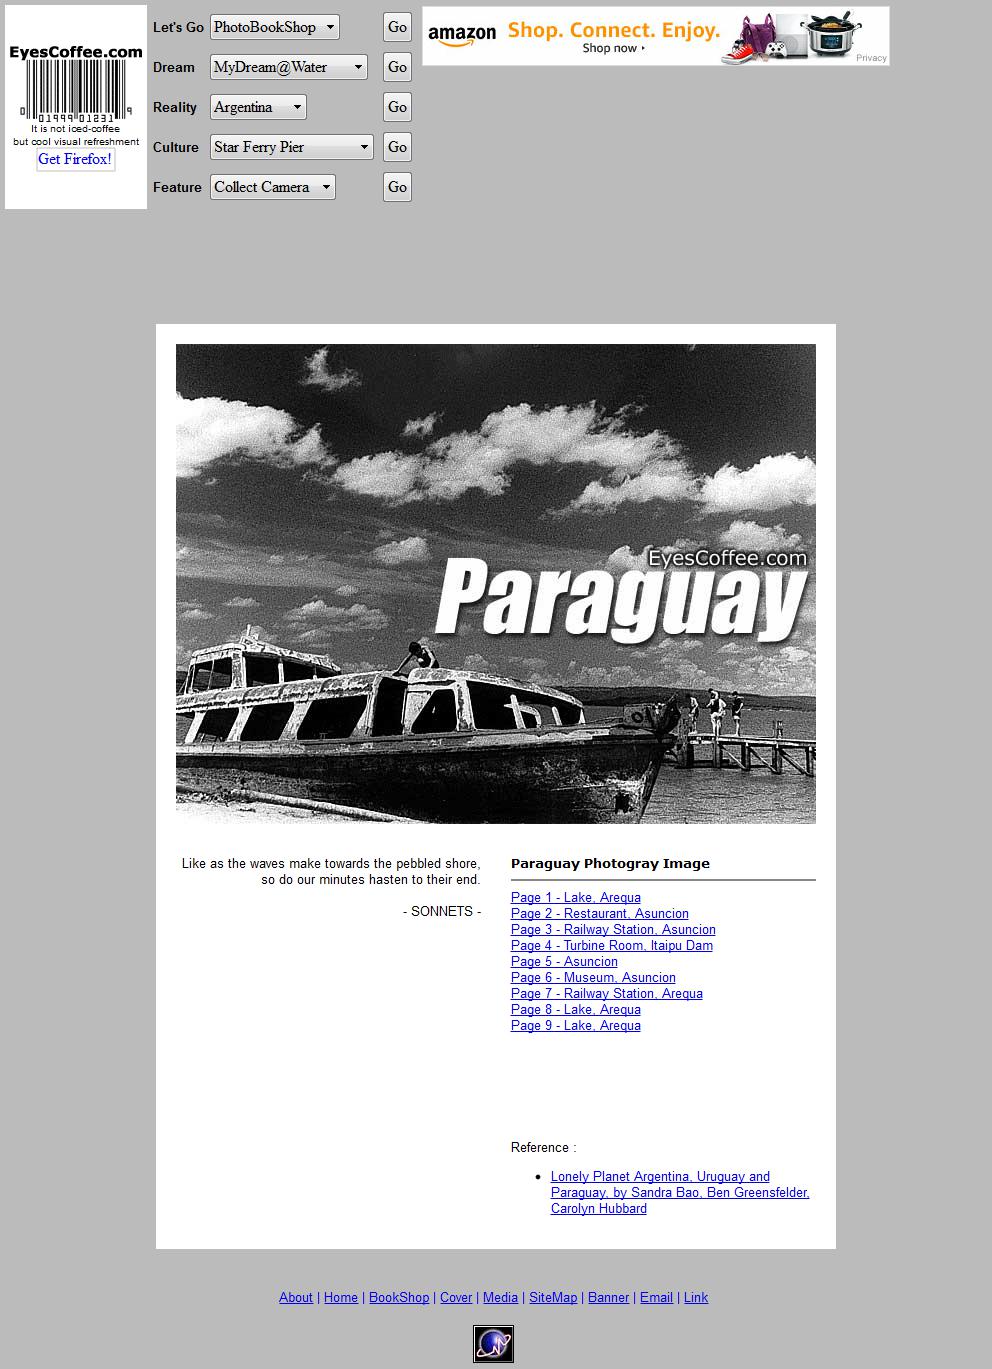 EyesCoffee.com
0 01999 01231 9
It is not iced-coffee
but cool visual refreshment
Get Firefox!
Let's Go PhotoBookShop Go
Dream MyDream@Water Go
Reality Argentina Go
Culture Star Ferry Pier Go
Feature Collect Camera Go
amazon Shop. Connect. Enjoy.
Shop now
Privacy
EyesCoffee.com
Paraguay
Like as the waves make towards the pebbled shore,
so do our minutes hasten to their end.
- SONNETS -
Paraguay Photogray Image
Page 1 - Lake, Arequa
Page 2 - Restaurant, Asuncion
Page 3 - Railway Station, Asuncion
Page 4 - Turbine Room, Itaipu Dam
Page 5 - Asuncion
Page 6 - Museum, Asuncion
Page 7 - Railway Station, Arequa
Page 8 - Lake, Arequa
Page 9 - Lake, Arequa
Reference :
Lonely Planet Argentina, Uruguay and
Paraguay, by Sandra Bao, Ben Greensfelder,
Carolyn Hubbard
About | Home | BookShop | Cover | Media | SiteMap | Banner | Email | Link